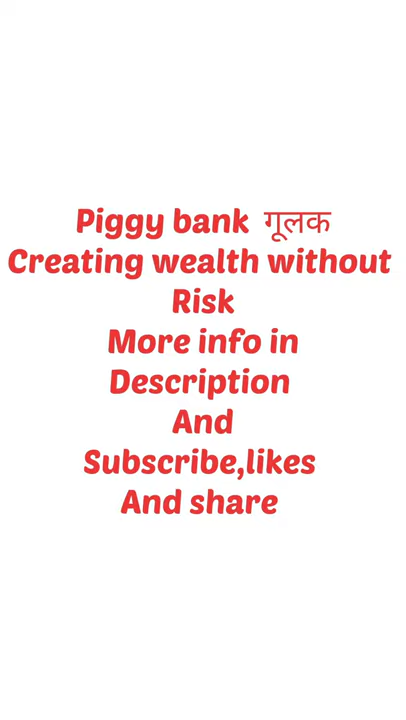 Piggy bank गूलक
Creating wealth without
Risk
More info in
Description
And
Subscribe,likes
And share